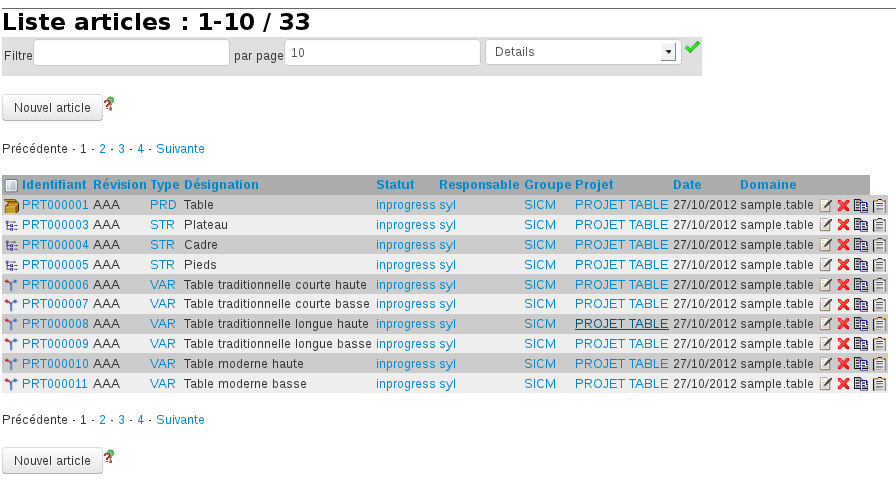 Liste articles : 1-10 / 33
Filtre par page 10 Details
Nouvel article
Précédente - 1 - 2 - 3 - 4 - Suivante
Identifiant Révision Type Désignation Statut Responsable Groupe Projet Date Domaine
PRT000001 AAA PRD Table inprogress syl SICM PROJET TABLE 27/10/2012 sample.table
PRT000003 AAA STR Plateau inprogress syl SICM PROJET TABLE 27/10/2012 sample.table
PRT000004 AAA STR Cadre inprogress syl SICM PROJET TABLE 27/10/2012 sample.table
PRT000005 AAA STR Pieds inprogress syl SICM PROJET TABLE 27/10/2012 sample.table
PRT000006 AAA VAR Table traditionnelle courte haute inprogress syl SICM PROJET TABLE 27/10/2012 sample.table
PRT000007 AAA VAR Table traditionnelle courte basse inprogress syl SICM PROJET TABLE 27/10/2012 sample.table
PRT000008 AAA VAR Table traditionnelle longue haute inprogress syl SICM PROJET TABLE 27/10/2012 sample.table
PRT000009 AAA VAR Table traditionnelle longue basse inprogress syl SICM PROJET TABLE 27/10/2012 sample.table
PRT000010 AAA VAR Table moderne haute inprogress syl SICM PROJET TABLE 27/10/2012 sample.table
PRT000011 AAA VAR Table moderne basse inprogress syl SICM PROJET TABLE 27/10/2012 sample.table
Précédente - 1 - 2 - 3 - 4 - Suivante
Nouvel article